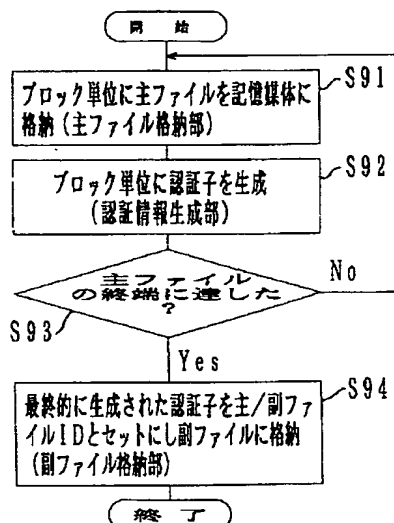 開始
ブロック単位に主ファイルを記憶媒体に
格納(主ファイル格納部)
S91
ブロック単位に認証子を生成
(認証情報生成部)
S92
主ファイル
の終端に達した
?
S93
No
Yes
最終的に生成された認証子を主/副ファ
イルIDとセットにし副ファイルに格納
(副ファイル格納部)
S94
終了